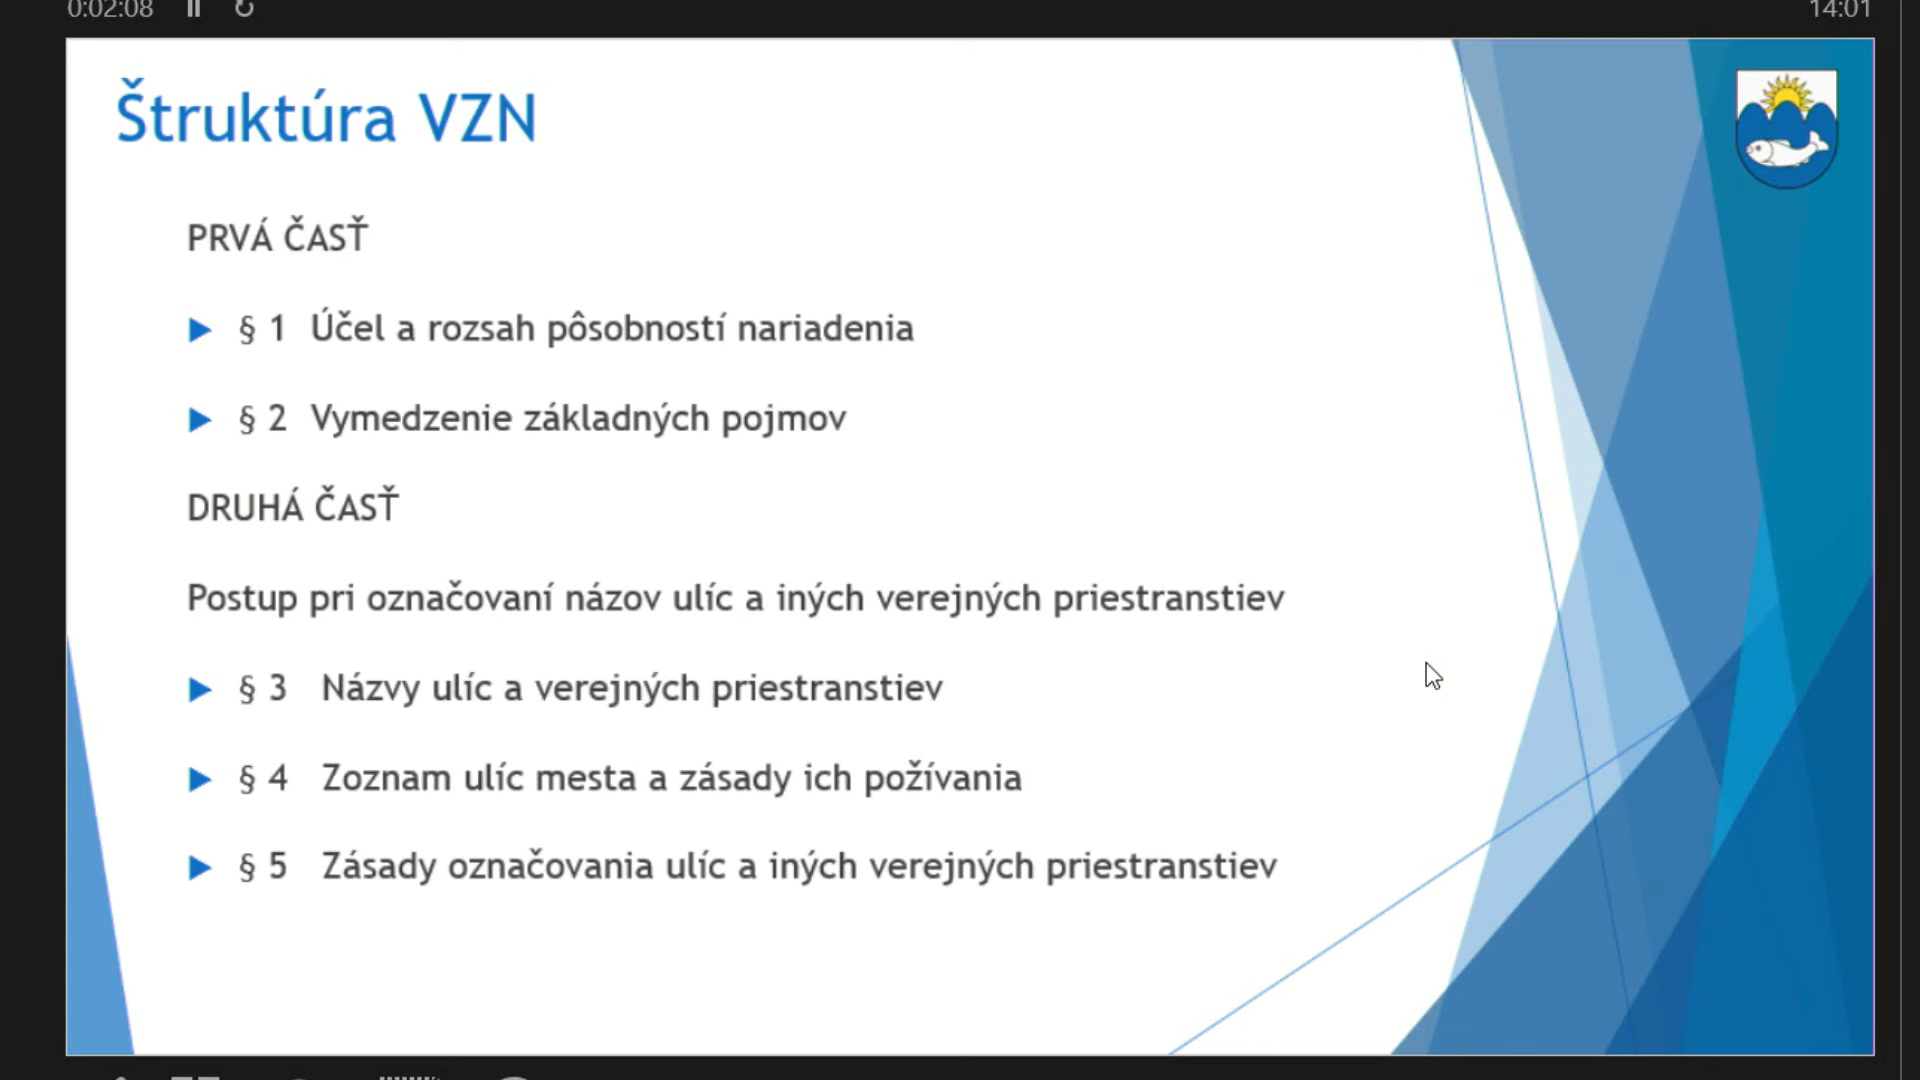 0:02:08
14:01
Štruktúra VZN
PRVÁ ČASŤ
§ 1 Účel a rozsah pôsobností nariadenia
§ 2 Vymedzenie základných pojmov
DRUHÁ ČASŤ
Postup pri označovaní názov ulíc a iných verejných priestranstiev
§ 3 Názvy ulíc a verejných priestranstiev
§ 4 Zoznam ulíc mesta a zásady ich požívania
§ 5 Zásady označovania ulíc a iných verejných priestranstiev